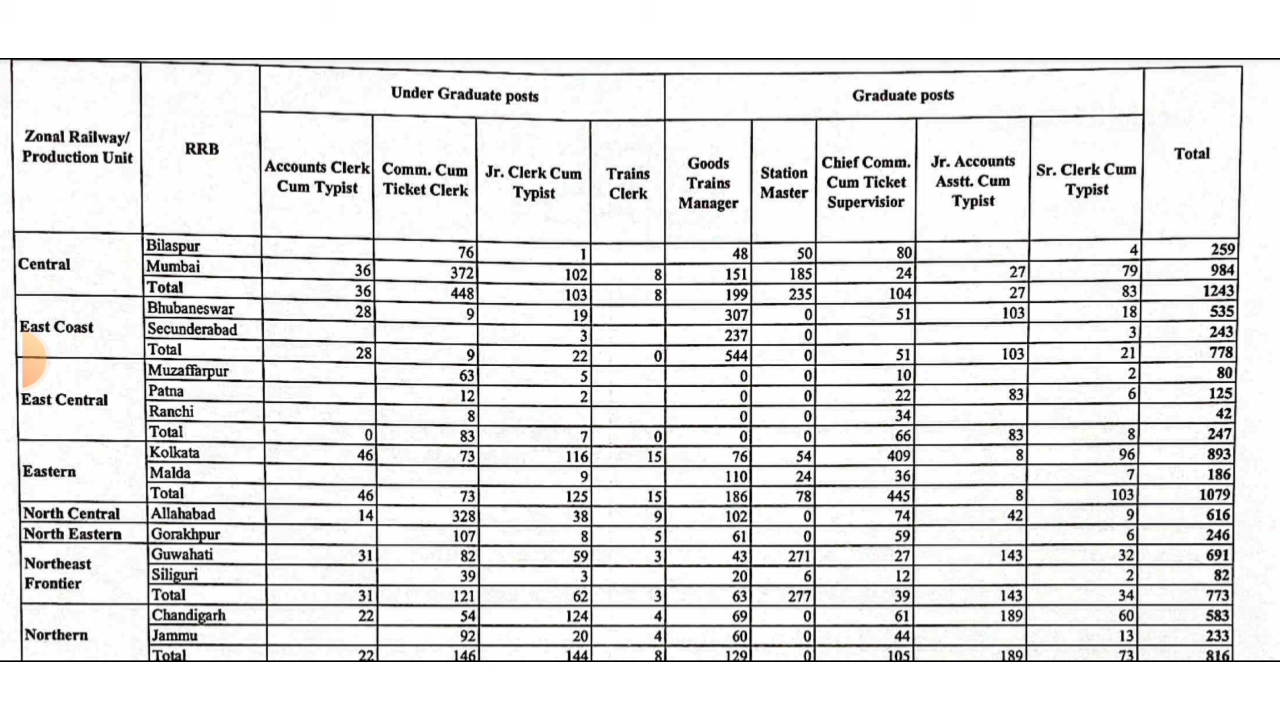 Under Graduate posts Graduate posts
Zonal Railway/ Production Unit RRB Accounts Clerk Cum Typist Comm. Cum Ticket Clerk Jr. Clerk Cum Typist Trains Clerk Goods Trains Manager Station Master Chief Comm. Cum Ticket Supervisior Jr. Accounts Asstt. Cum Typist Sr. Clerk Cum Typist Total
Central Bilaspur 76 1 48 50 80 4 259
Mumbai 36 372 102 8 151 185 24 27 79 984
Total 36 448 103 8 199 235 104 27 83 1243
East Coast Bhubaneswar 28 9 19 307 0 51 103 18 535
Secunderabad 3 237 0 3 243
Total 28 9 22 0 544 0 51 103 21 778
East Central Muzaffarpur 63 5 0 0 10 2 80
Patna 12 2 0 0 22 83 6 125
Ranchi 8 0 0 34 42
Total 0 83 7 0 0 0 66 83 8 247
Eastern Kolkata 46 73 116 15 76 54 409 8 96 893
Malda 9 110 24 36 7 186
Total 46 73 125 15 186 78 445 8 103 1079
North Central Allahabad 14 328 38 9 102 0 74 42 9 616
North Eastern Gorakhpur 107 8 5 61 0 59 6 246
Northeast Frontier Guwahati 31 82 59 3 43 271 27 143 32 691
Siliguri 39 3 20 6 12 2 82
Total 31 121 62 3 63 277 39 143 34 773
Northern Chandigarh 22 54 124 4 69 0 61 189 60 583
Jammu 92 20 4 60 0 44 13 233
Total 22 146 144 8 129 0 105 189 73 816